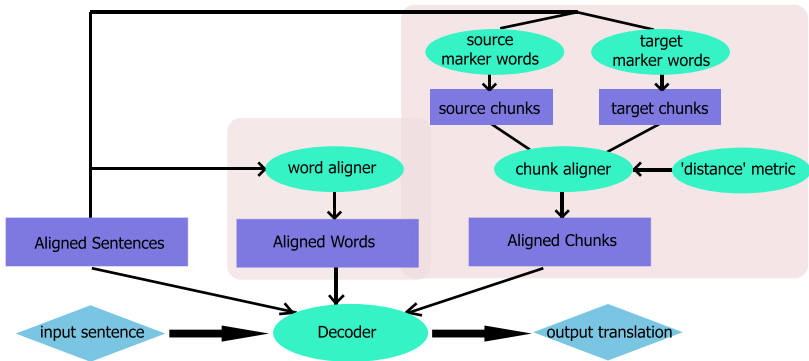 source
marker words
target
marker words
source chunks
target chunks
word aligner
chunk aligner
'distance' metric
Aligned Sentences
Aligned Words
Aligned Chunks
input sentence
Decoder
output translation